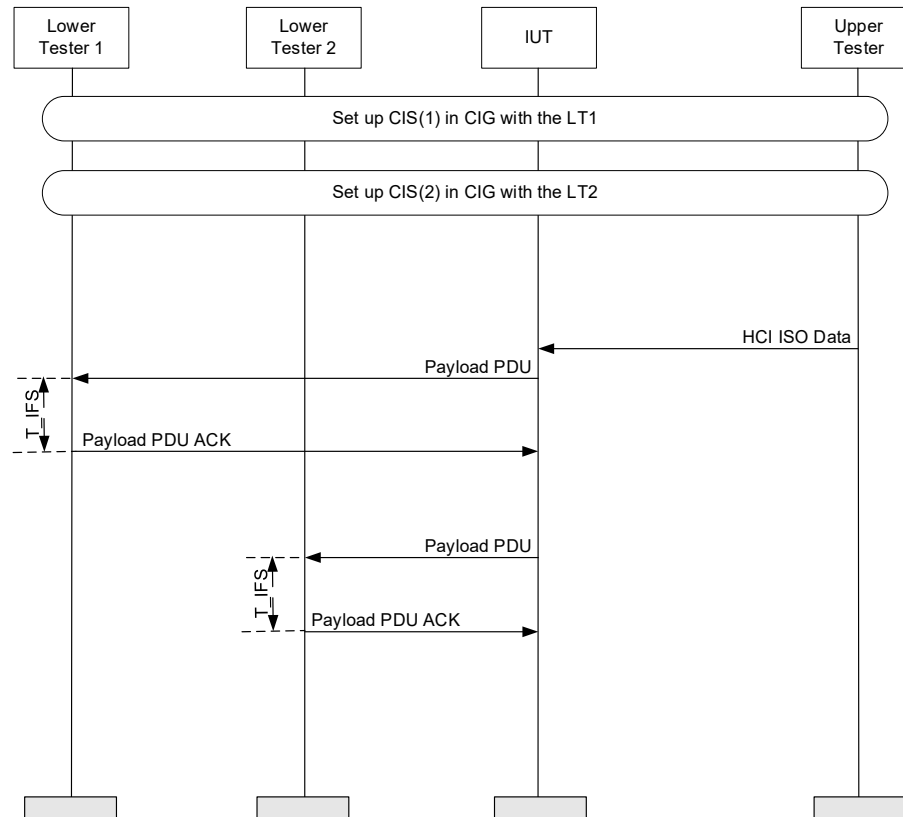 Lower
Tester 1
Lower
Tester 2
IUT
Upper
Tester
Set up CIS(1) in CIG with the LT1
Set up CIS(2) in CIG with the LT2
HCI ISO Data
Payload PDU
T_IFS
Payload PDU ACK
Payload PDU
T_IFS
Payload PDU ACK